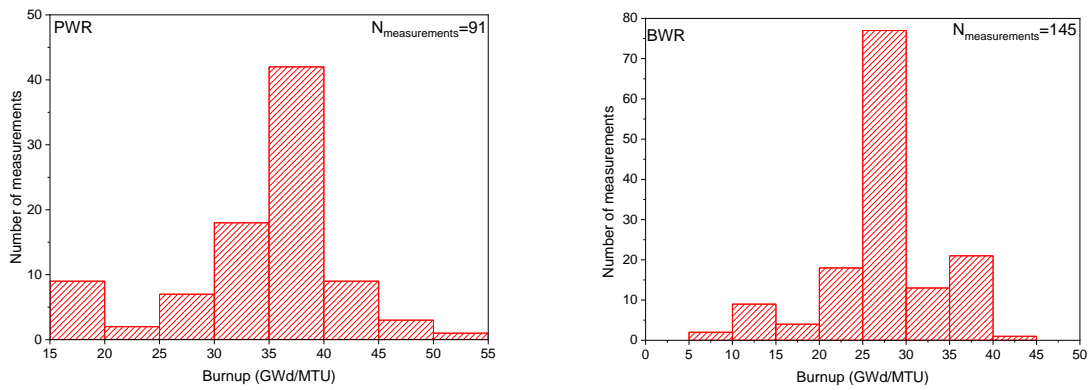 PWR
N_measurements=91
Number of measurements
50
40
30
20
10
0
15 20 25 30 35 40 45 50 55
Burnup (GWd/MTU)
BWR
N_measurements=145
Number of measurements
80
70
60
50
40
30
20
10
0
0 5 10 15 20 25 30 35 40 45 50
Burnup (GWd/MTU)